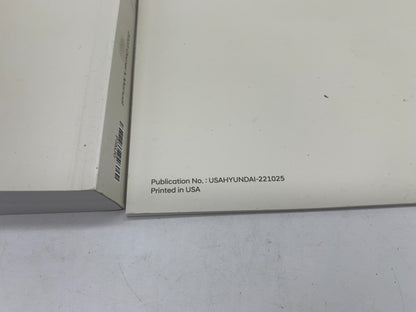 Publication No. : USAHYUNDAI-221025
Printed in USA